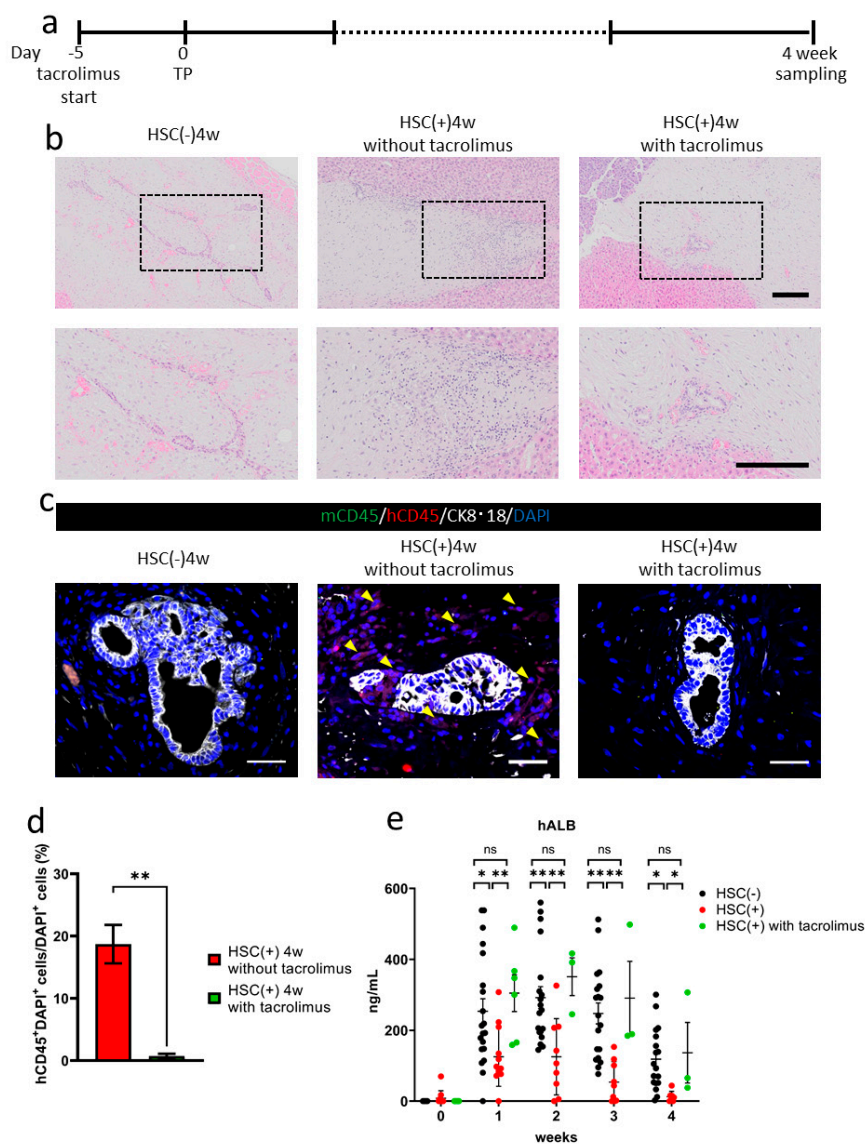 a
Day -5 0 4 week
tacrolimus TP sampling
start
b
HSC(-)4w HSC(+)4w HSC(+)4w
without tacrolimus with tacrolimus
c
mCD45/hCD45/CK8・18/DAPI
HSC(-)4w HSC(+)4w HSC(+)4w
without tacrolimus with tacrolimus
d
hCD45⁺DAPI⁺ cells/DAPI⁺ cells (%)
30
20
10
0
**
HSC(+) 4w
without tacrolimus
HSC(+) 4w
with tacrolimus
e
hALB
ns ns ns ns
* ** ** ** ** ** * *
ng/mL
600
400
200
0
0 1 2 3 4
weeks
HSC(-)
HSC(+)
HSC(+) with tacrolimus